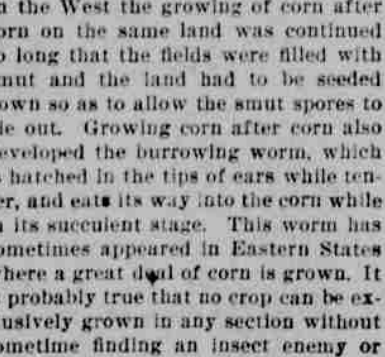 n the West the growing of corn after
orn on the same land was continued
o long that the fields were filled with
mut and the land had to be seeded
own so as to allow the smut spores to
ie out. Growing corn after corn also
eveloped the burrowing worm, which
s hatched in the tips of ears while ten-
er, and eats its way into the corn while
n its succulent stage. This worm has
ometimes appeared in Eastern States
here a great deal of corn is grown. It
probably true that no crop can be ex-
lusively grown in any section without
ometime finding an insect enemy or